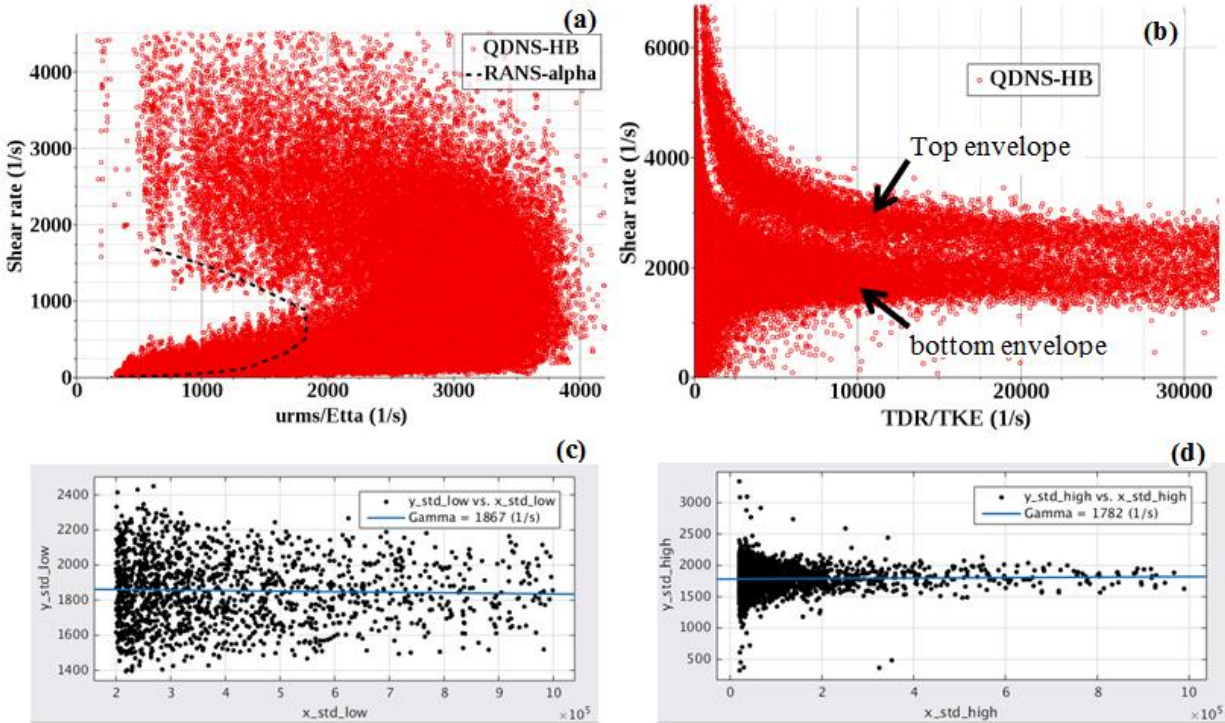 (a)
QDNS-HB
RANS-alpha
4000
3000
2000
1000
0
Shear rate (1/s)
1000
2000
3000
4000
urms/Etta (1/s)
(b)
QDNS-HB
Top envelope
bottom envelope
6000
4000
2000
0
Shear rate (1/s)
0
10000
20000
30000
TDR/TKE (1/s)
(c)
y_std_low vs. x_std_low
Gamma = 1867 (1/s)
2400
2200
2000
1800
1600
1400
y_std_low
2
3
4
5
6
7
8
9
10
×10⁵
x_std_low
(d)
y_std_high vs. x_std_high
Gamma = 1782 (1/s)
3000
2500
2000
1500
1000
500
y_std_high
0
2
4
6
8
10
×10⁵
x_std_high